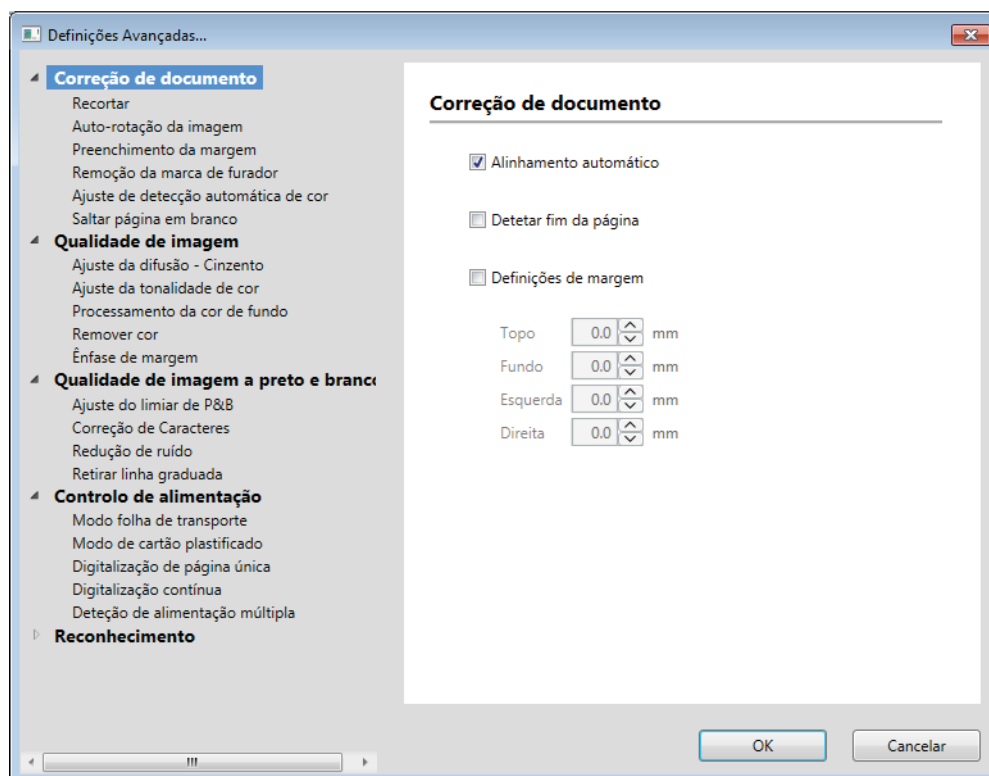 Definições Avançadas...
Correção de documento
Recortar
Auto-rotação da imagem
Preenchimento da margem
Remoção da marca de furador
Ajuste de detecção automática de cor
Saltar página em branco
Qualidade de imagem
Ajuste da difusão - Cinzento
Ajuste da tonalidade de cor
Processamento da cor de fundo
Remover cor
Ênfase de margem
Qualidade de imagem a preto e branco
Ajuste do limiar de P&B
Correção de Caracteres
Redução de ruído
Retirar linha graduada
Controlo de alimentação
Modo folha de transporte
Modo de cartão plastificado
Digitalização de página única
Digitalização contínua
Deteção de alimentação múltipla
Reconhecimento
Correção de documento
Alinhamento automático
Detetar fim da página
Definições de margem
Topo 0.0 mm
Fundo 0.0 mm
Esquerda 0.0 mm
Direita 0.0 mm
OK
Cancelar